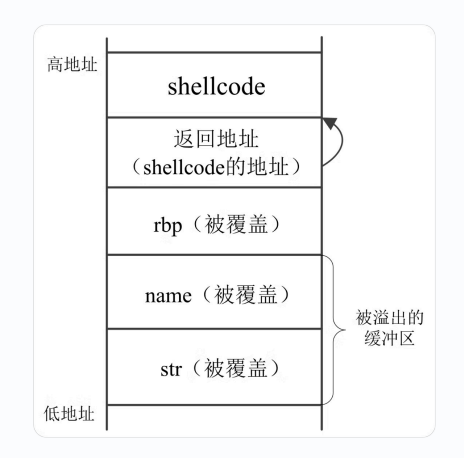 高地址
shellcode
返回地址
（shellcode的地址）
rbp（被覆盖）
name（被覆盖）
被溢出的
缓冲区
str（被覆盖）
低地址